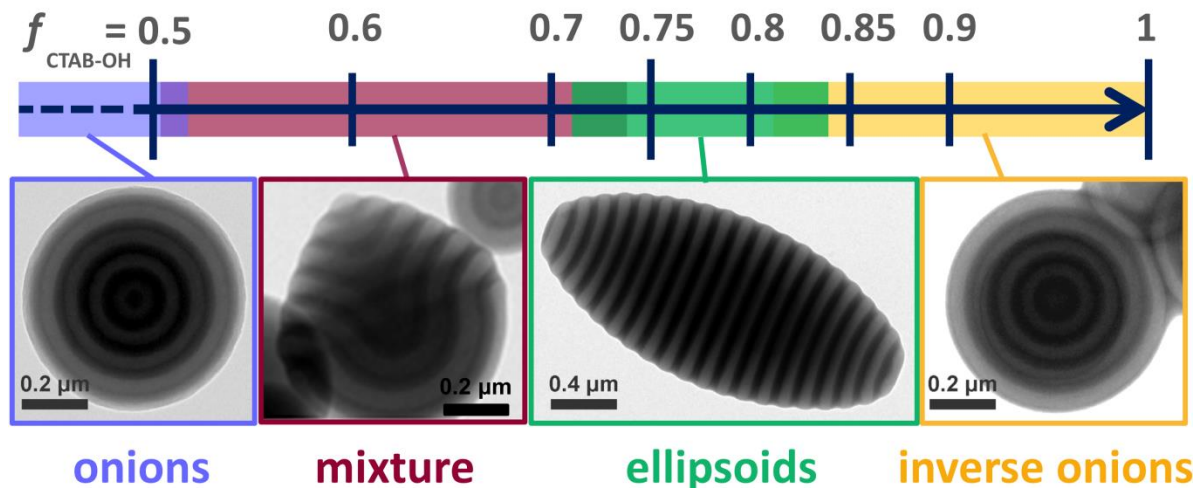 f = 0.5 0.6 0.7 0.75 0.8 0.85 0.9 1
CTAB-OH
0.2 µm 0.2 µm 0.4 µm 0.2 µm
onions mixture ellipsoids inverse onions